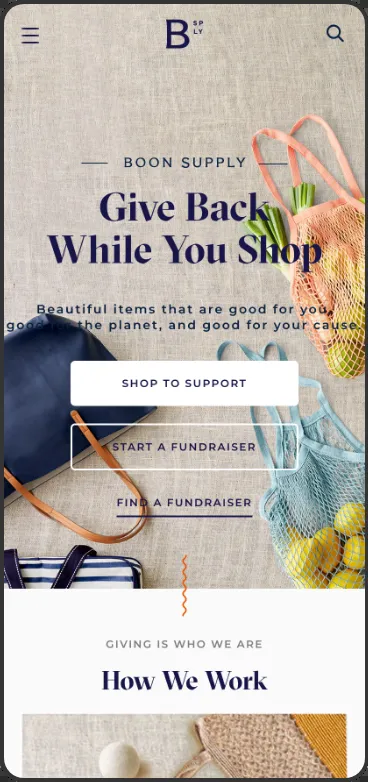 B SP
LY
BOON SUPPLY
Give Back
While You Shop
Beautiful items that are good for you,
good for the planet, and good for your cause.
SHOP TO SUPPORT
START A FUNDRAISER
FIND A FUNDRAISER
GIVING IS WHO WE ARE
How We Work